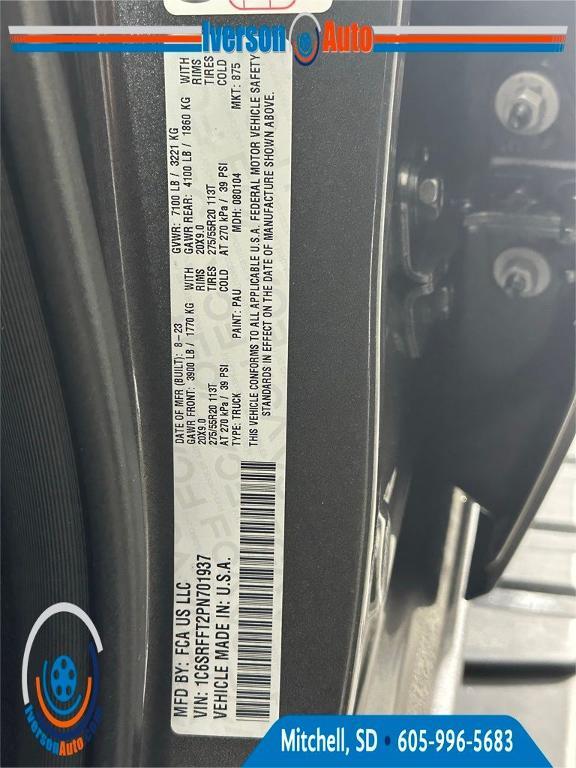 Iverson Auto
MFD BY: FCA US LLC
VIN: 1C6SRFFT2PN701937
VEHICLE MADE IN: U.S.A.
DATE OF MFR (BUILT): 8-23 GVWR: 7100 LB / 3221 KG
GAWR FRONT: 3900 LB / 1770 KG WITH GAWR REAR: 4100 LB / 1860 KG WITH
20X9.0 RIMS 20X9.0 RIMS
275/55R20 113T TIRES 275/55R20 113T TIRES
AT 270 kPa / 39 PSI COLD AT 270 kPa / 39 PSI COLD
TYPE: TRUCK PAINT: PAU MDH: 080104 MKT: 875
THIS VEHICLE CONFORMS TO ALL APPLICABLE U.S.A. FEDERAL MOTOR VEHICLE SAFETY
STANDARDS IN EFFECT ON THE DATE OF MANUFACTURE SHOWN ABOVE.
IversonAuto.com
Mitchell, SD • 605-996-5683